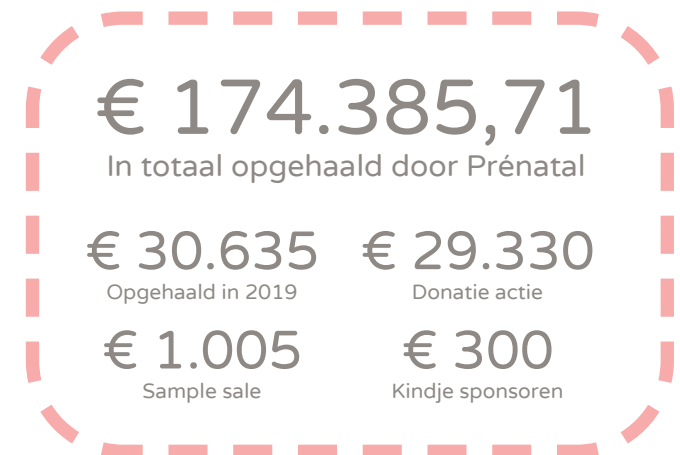 € 174.385,71
In totaal opgehaald door Prénatal
€ 30.635
Opgehaald in 2019
€ 29.330
Donatie actie
€ 1.005
Sample sale
€ 300
Kindje sponsoren